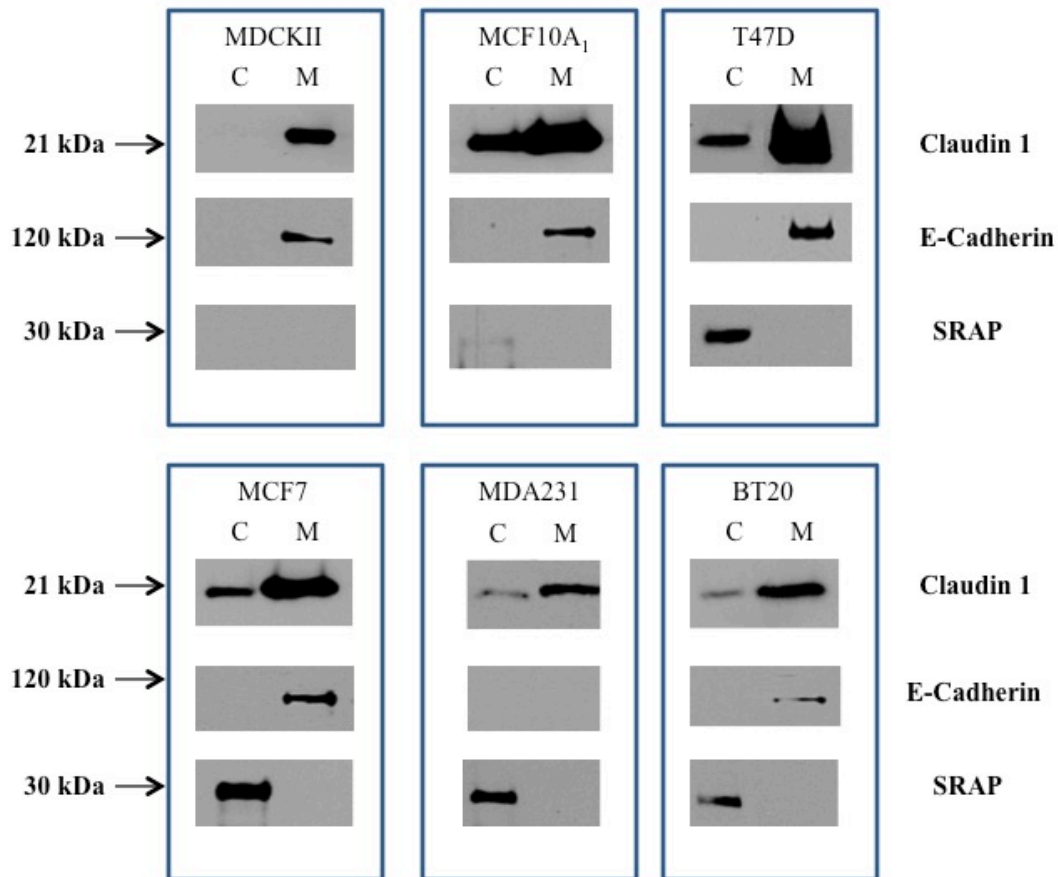 MDCKII
MCF10A1
T47D
C M
C M
C M
21 kDa
Claudin 1
120 kDa
E-Cadherin
30 kDa
SRAP
MCF7
MDA231
BT20
C M
C M
C M
21 kDa
Claudin 1
120 kDa
E-Cadherin
30 kDa
SRAP